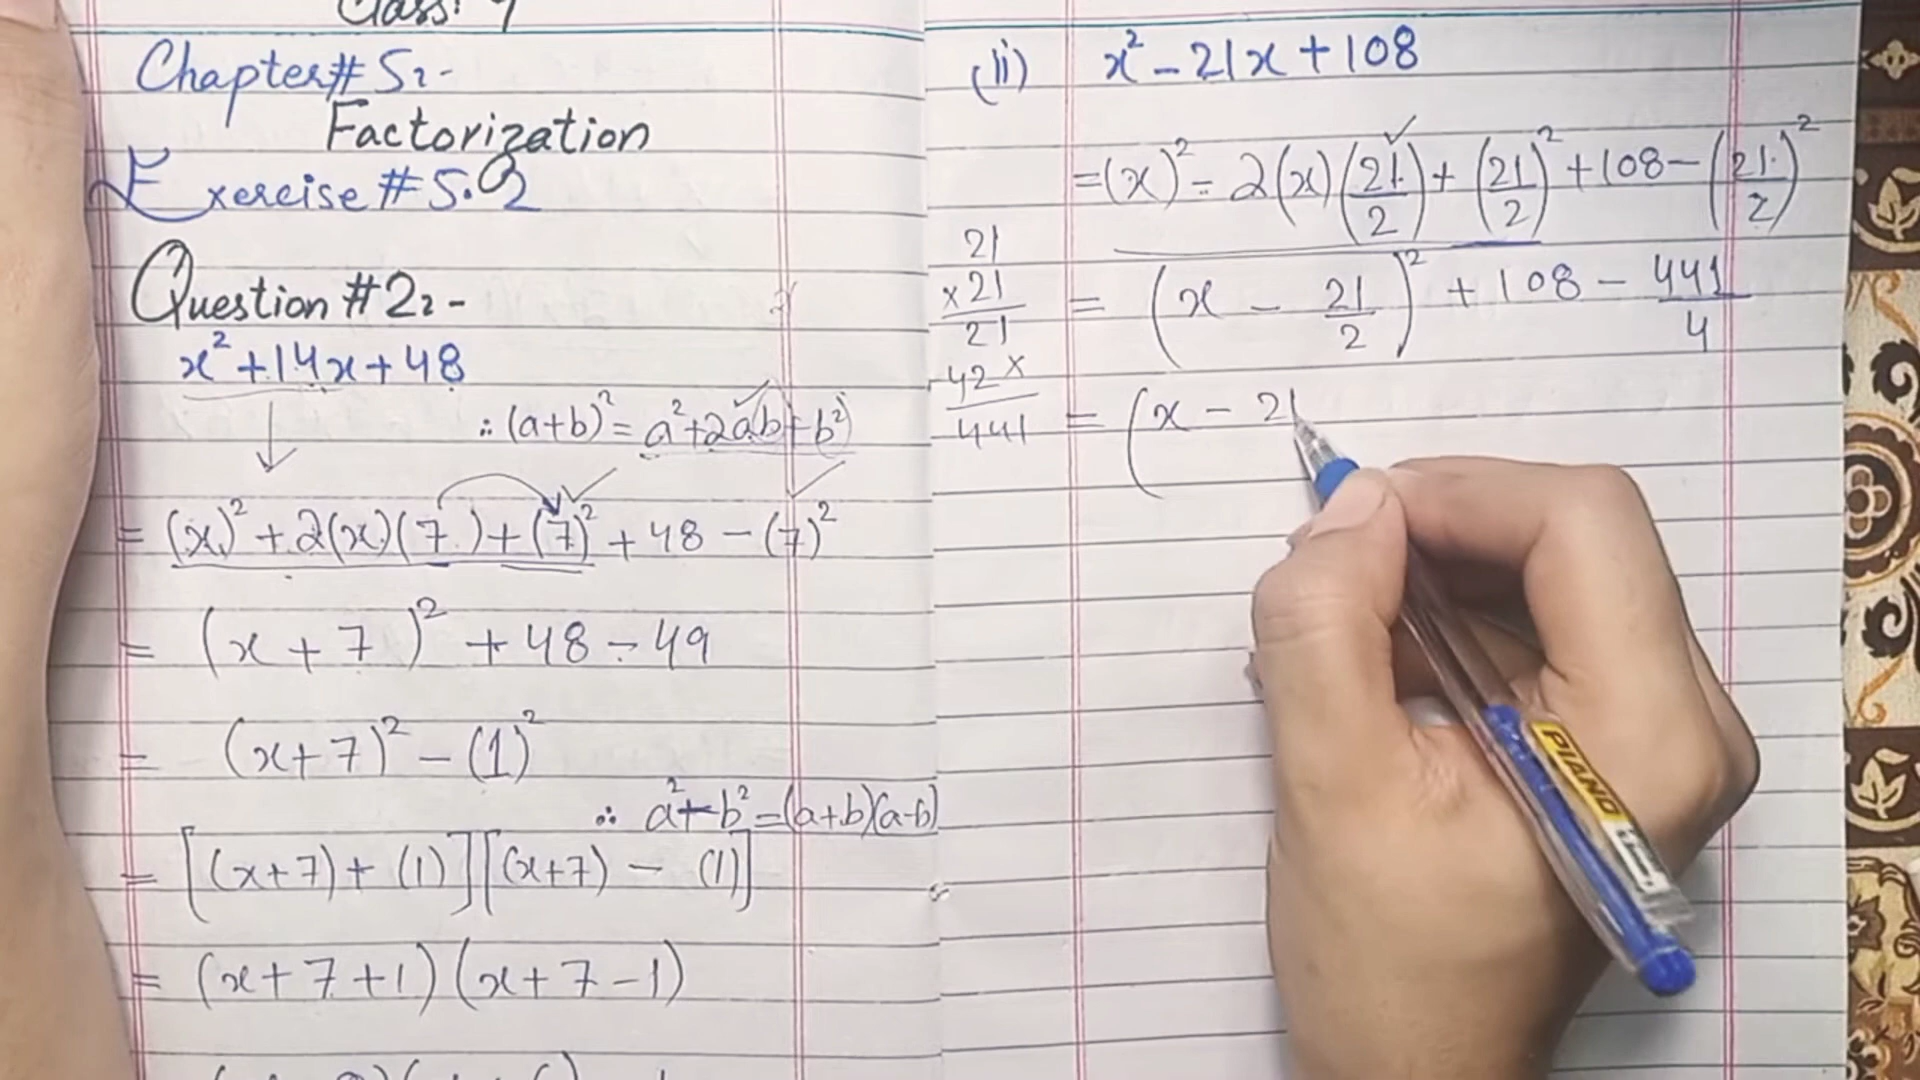 Class: 9
Chapter# 5:-
Factorization
Exercise # 5.2
Question #2:-
x² + 14x + 48
∴ (a+b)² = a² + 2ab + b²
= (x)² + 2(x)(7) + (7)² + 48 - (7)²
= (x + 7)² + 48 - 49
= (x+7)² - (1)²
∴ a² - b² = (a+b)(a-b)
= [(x+7) + (1)][(x+7) - (1)]
= (x + 7 + 1)(x + 7 - 1)
(ii) x² - 21x + 108
= (x)² - 2(x)(21/2) + (21/2)² + 108 - (21/2)²
21
×21
21
42×
441
= (x - 21/2)² + 108 - 441/4
= (x - 21
PIANO